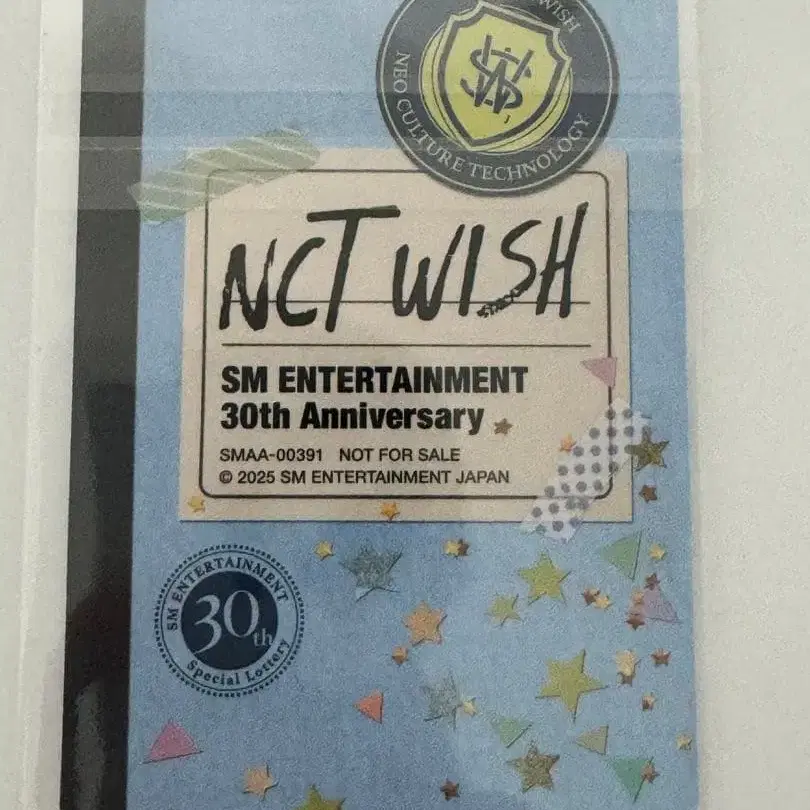 WISH
NEO CULTURE TECHNOLOGY
NCT WISH
SM ENTERTAINMENT
30th Anniversary
SMAA-00391 NOT FOR SALE
© 2025 SM ENTERTAINMENT JAPAN
SM ENTERTAINMENT
30th
Special Lottery